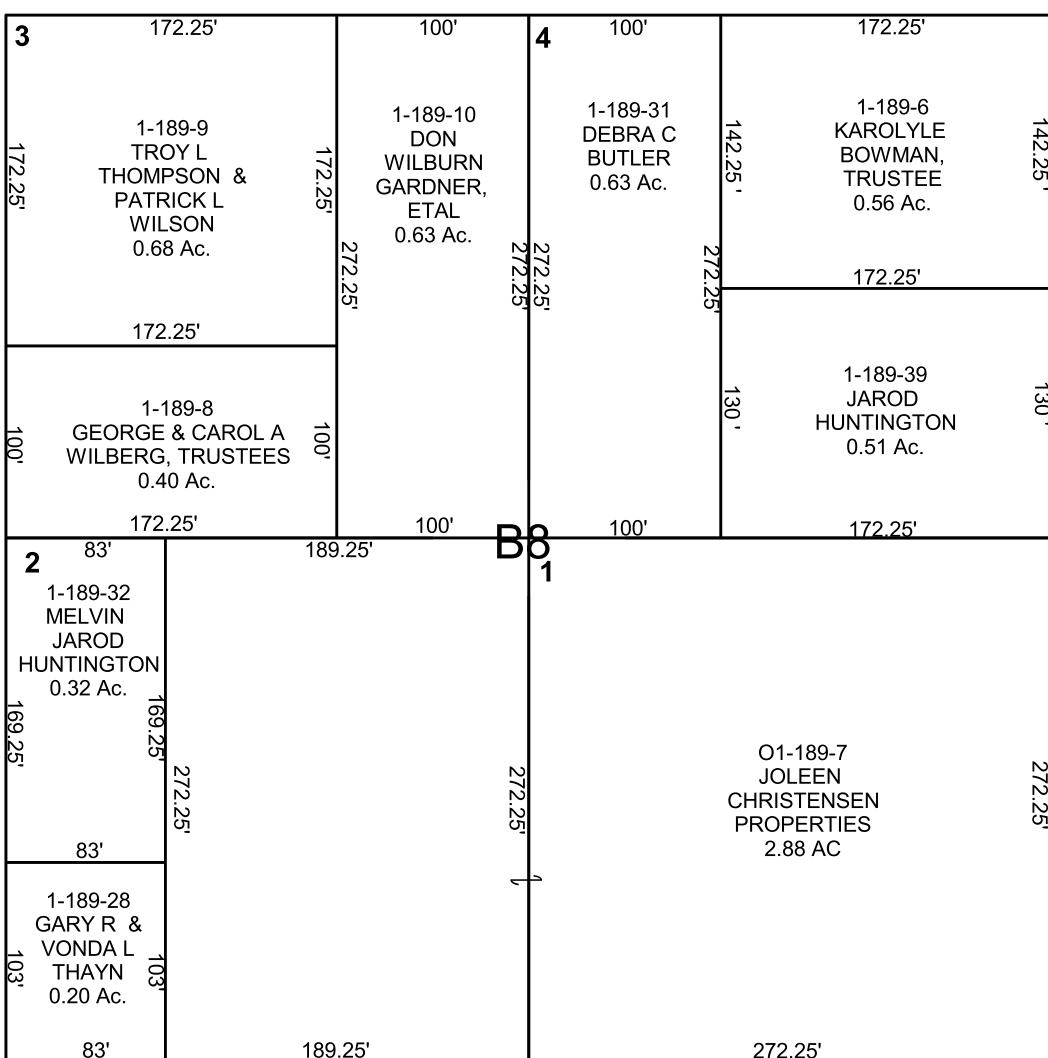 3
172.25'
100'
4
100'
172.25'
1-189-9
TROY L
THOMPSON &
PATRICK L
WILSON
0.68 Ac.
172.25'
172.25'
172.25'
1-189-10
DON
WILBURN
GARDNER,
ETAL
0.63 Ac.
272.25'
272.25'
272.25'
1-189-31
DEBRA C
BUTLER
0.63 Ac.
272.25'
1-189-6
KAROLYLE
BOWMAN,
TRUSTEE
0.56 Ac.
142.25'
142.25'
172.25'
1-189-8
GEORGE & CAROL A
WILBERG, TRUSTEES
0.40 Ac.
100'
100'
172.25'
100'
100'
1-189-39
JAROD
HUNTINGTON
0.51 Ac.
130'
130'
172.25'
B8
2
83'
189.25'
1
1-189-32
MELVIN
JAROD
HUNTINGTON
0.32 Ac.
169.25'
169.25'
83'
272.25'
272.25'
O1-189-7
JOLEEN
CHRISTENSEN
PROPERTIES
2.88 AC
272.25'
1-189-28
GARY R &
VONDA L
THAYN
0.20 Ac.
103'
103'
83'
189.25'
272.25'